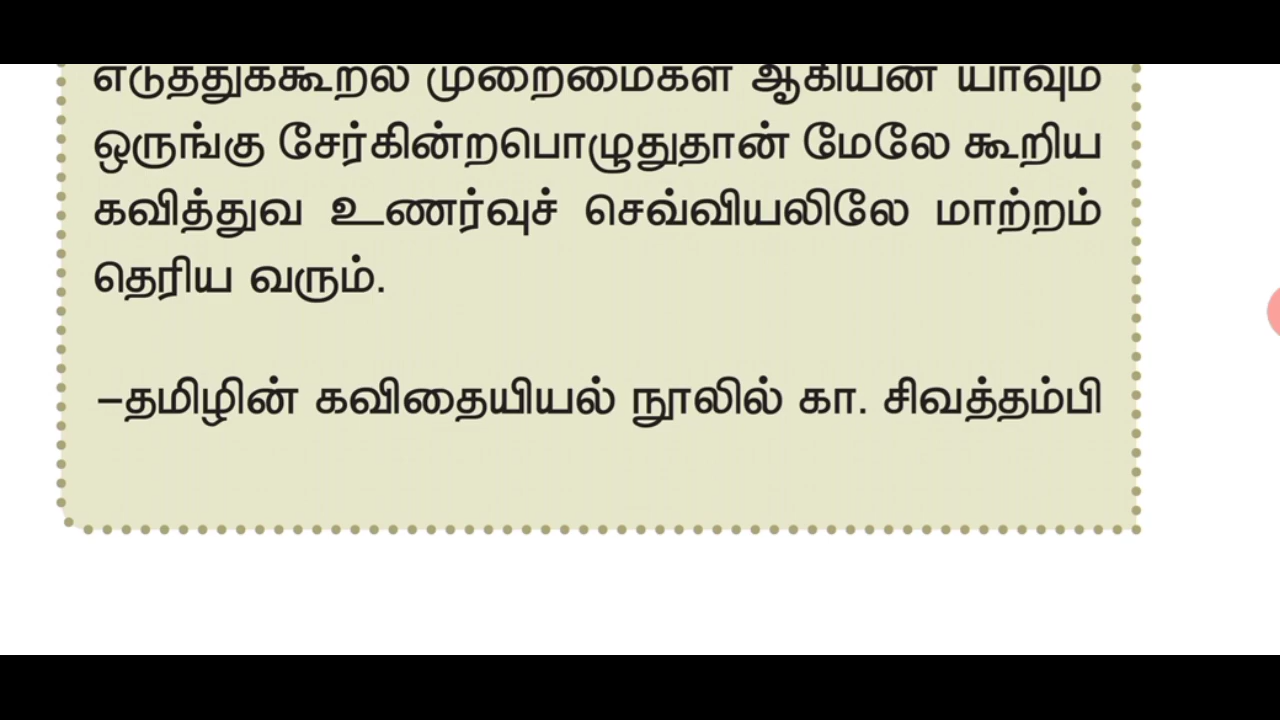 எடுத்துக்கூறல் முறைமைகள் ஆகியன யாவும்
ஒருங்கு சேர்கின்றபொழுதுதான் மேலே கூறிய
கவித்துவ உணர்வுச் செவ்வியலிலே மாற்றம்
தெரிய வரும்.
–தமிழின் கவிதையியல் நூலில் கா. சிவத்தம்பி